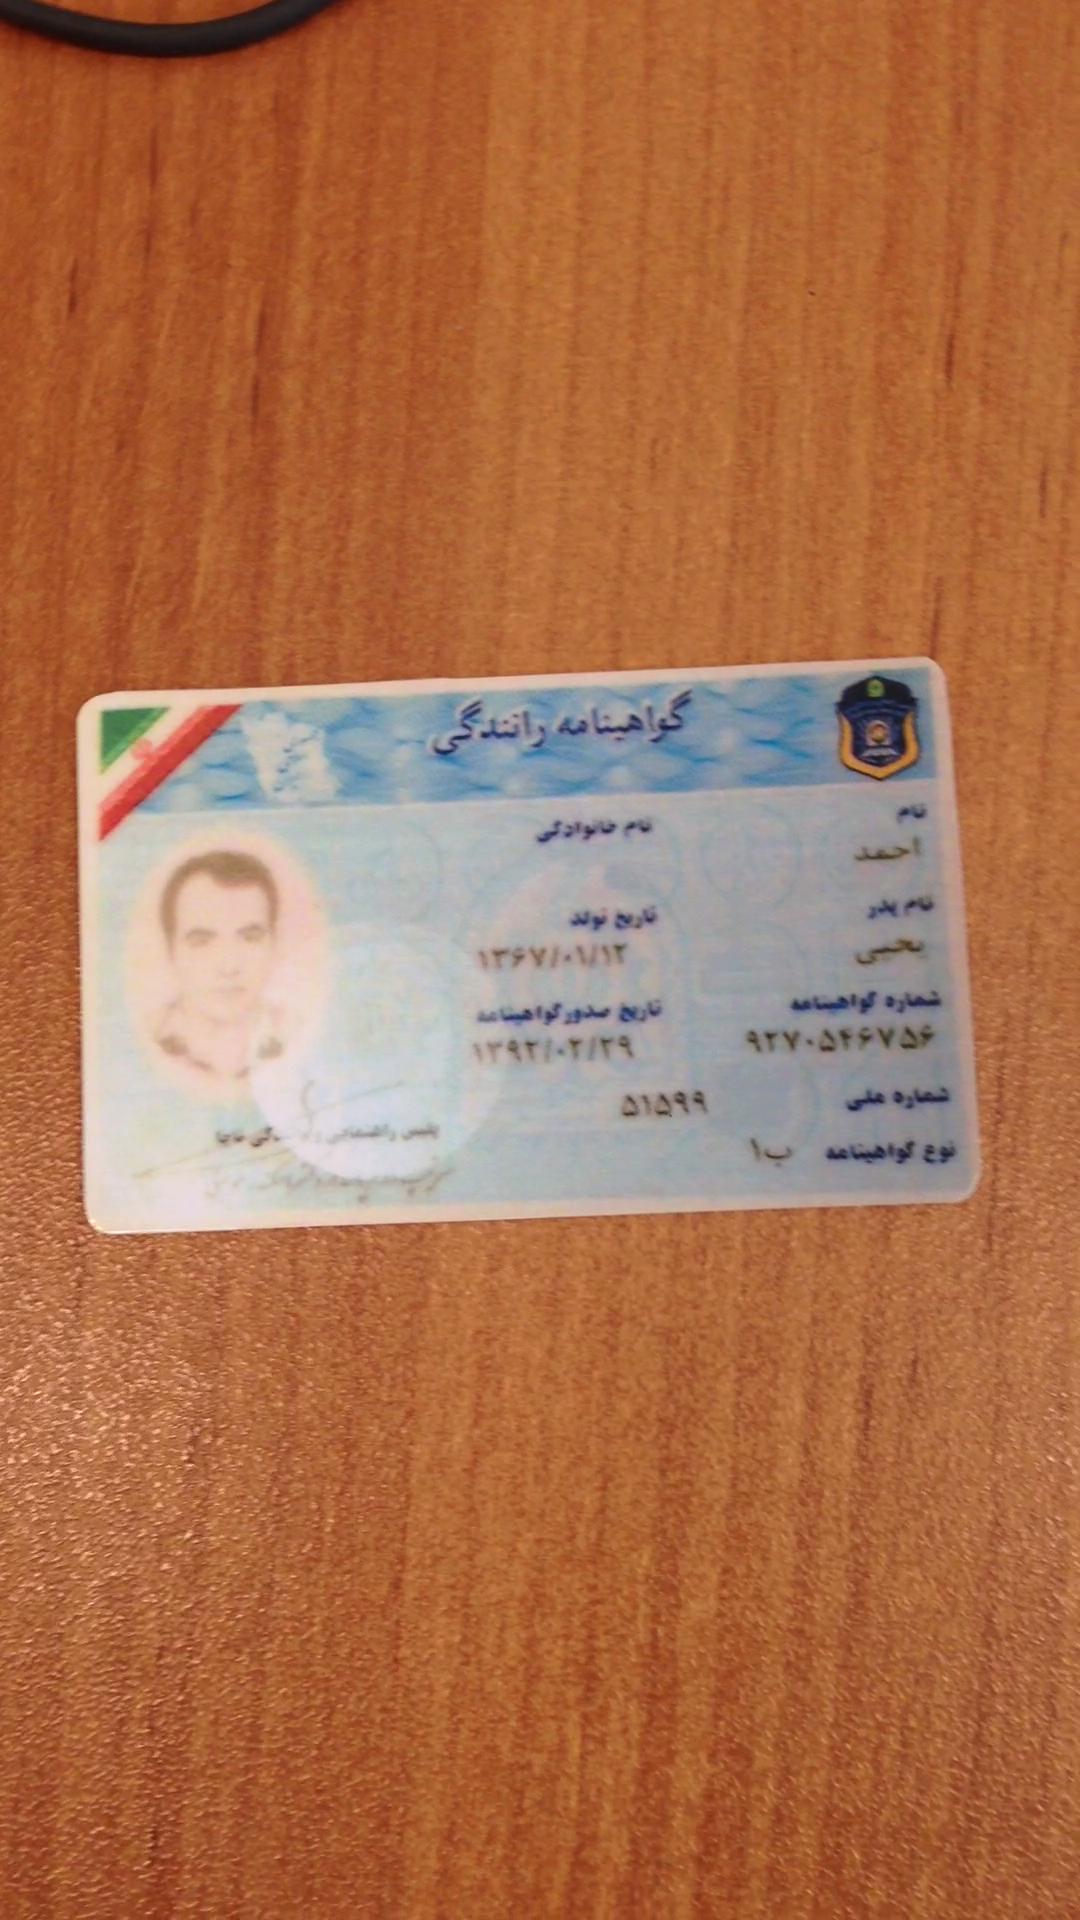 گواهینامه رانندگی
نام
احمد
نام خانوادگی
نام پدر
یحیی
تاریخ تولد
۱۳۶۷/۰۱/۱۲
شماره گواهینامه
۹۲۷۰۵۴۶۷۵۶
تاریخ صدور گواهینامه
۱۳۹۲/۰۲/۲۹
شماره ملی
۵۱۵۹۹
نوع گواهینامه ب۱
پلیس راهنمایی و ناجا